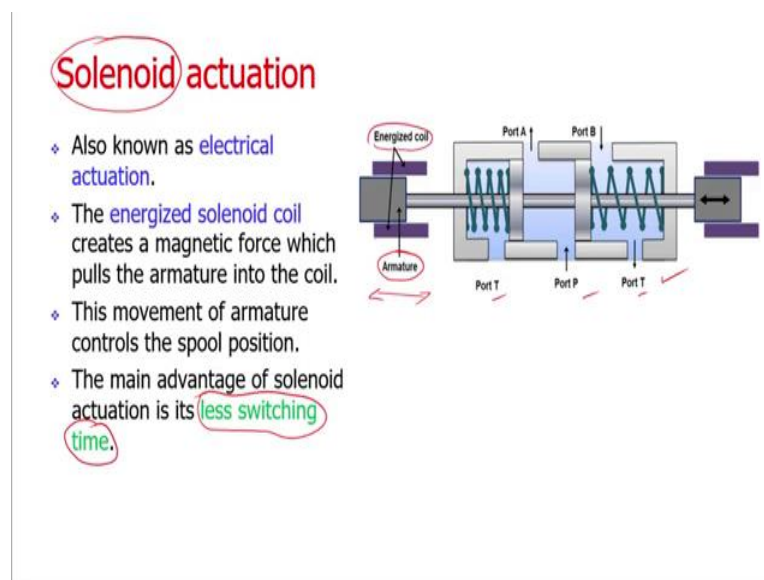 Solenoid actuation
❖ Also known as electrical
actuation.
❖ The energized solenoid coil
creates a magnetic force which
pulls the armature into the coil.
❖ This movement of armature
controls the spool position.
❖ The main advantage of solenoid
actuation is its less switching
time.
Energized coil
Port A
Port B
Armature
Port T
Port P
Port T